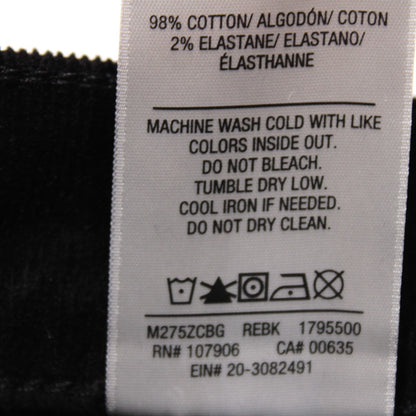 98% COTTON/ ALGODÓN/ COTON
2% ELASTANE/ ELASTANO/
ÉLASTHANNE
MACHINE WASH COLD WITH LIKE
COLORS INSIDE OUT.
DO NOT BLEACH.
TUMBLE DRY LOW.
COOL IRON IF NEEDED.
DO NOT DRY CLEAN.
M275ZCBG REBK 1795500
RN# 107906 CA# 00635
EIN# 20-3082491